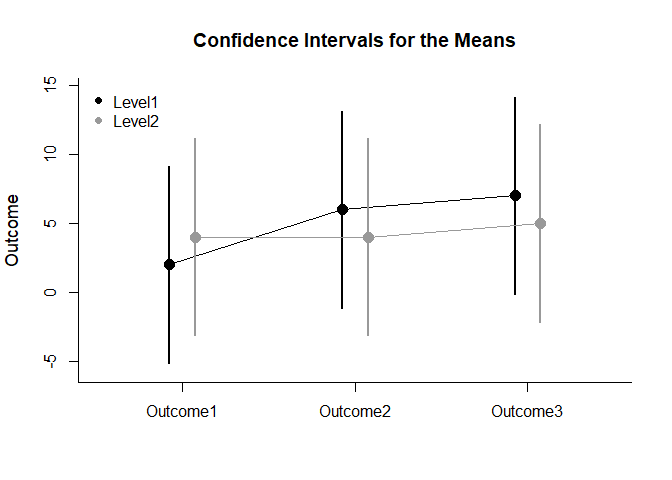 Confidence Intervals for the Means
15
10
5
0
-5
Outcome
Level1
Level2
Outcome1
Outcome2
Outcome3